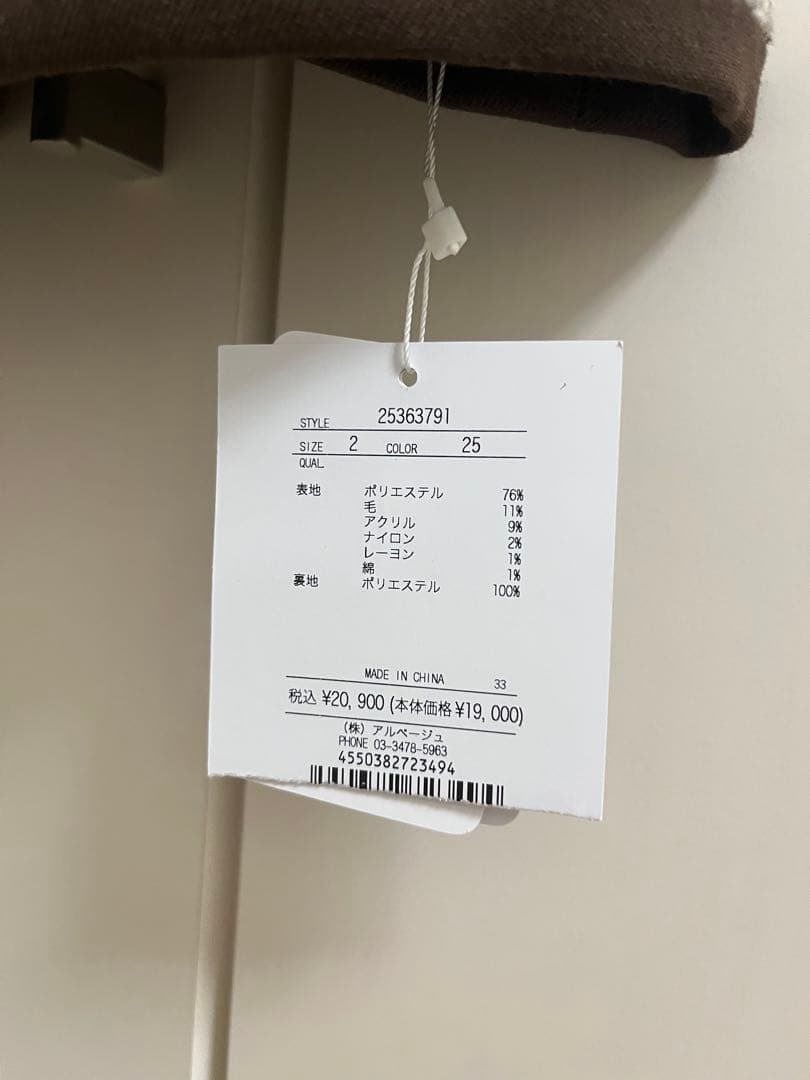 STYLE 25363791
SIZE 2 COLOR 25
QUAL
表地 ポリエステル 76%
毛 11%
アクリル 9%
ナイロン 2%
レーヨン 1%
綿 1%
裏地 ポリエステル 100%
MADE IN CHINA 33
税込 ¥20,900 (本体価格¥19,000)
(株) アルページュ
PHONE 03-3478-5963
4550382723494